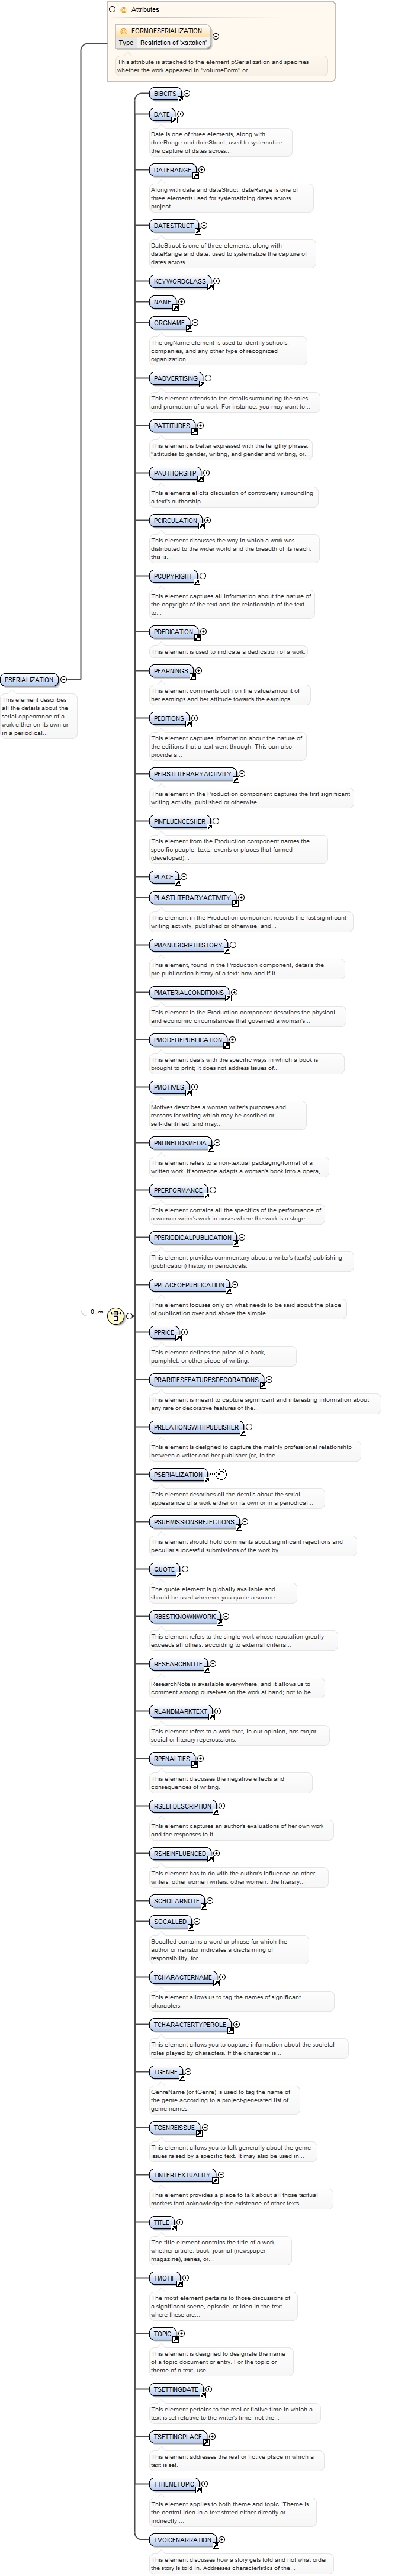 Attributes
FORMOFSERIALIZATION
Type Restriction of 'xs:token'
This attribute is attached to the element pSerialization and specifies
whether the work appeared in "volumeForm" or...
BIBCITS
DATE
Date is one of three elements, along with
dateRange and dateStruct, used to systematize
the capture of dates across...
DATERANGE
Along with date and dateStruct, dateRange is one of
three elements used for systematizing dates across
project...
DATESTRUCT
DateStruct is one of three elements, along with
dateRange and date, used to systematize the capture of
dates across...
KEYWORDCLASS
NAME
ORGNAME
The orgName element is used to identify schools,
companies, and any other type of recognized
organization.
PADVERTISING
This element attends to the details surrounding the sales
and promotion of a work. For instance, you may want to...
PATTITUDES
This element is better expressed with the lengthy phrase:
"attitudes to gender, writing, and gender and writing, or...
PAUTHORSHIP
This elements elicits discussion of controversy surrounding
a text's authorship.
PCIRCULATION
This element discusses the way in which a work was
distributed to the wider world and the breadth of its reach:
this is...
PCOPYRIGHT
This element captures all information about the nature of
the copyright of the text and the relationship of the text
to...
PDEDICATION
This element is used to indicate a dedication of a work.
PEARNINGS
This element comments both on the value/amount of
her earnings and her attitude towards the earnings.
PSERIALIZATION
This element describes
all the details about the
serial appearance of a
work either on its own or
in a periodical...
PEDITIONS
This element captures information about the nature of
the editions that a text went through. This can also
provide a...
PFIRSTLITERARYACTIVITY
This element in the Production component captures the first significant
writing activity, published or otherwise....
PINFLUENCESHER
This element from the Production component names the
specific people, texts, events or places that formed
(developed)...
PLACE
PLASTLITERARYACTIVITY
This element in the Production component records the last significant
writing activity, published or otherwise, and...
PMANUSCRIPTHISTORY
This element, found in the Production component, details the
pre-publication history of a text: how and if it...
PMATERIALCONDITIONS
This element in the Production component describes the physical
and economic circumstances that governed a woman's...
PMODEOFPUBLICATION
This element deals with the specific ways in which a book is
brought to print; it does not address issues of...
PMOTIVES
Motives describes a woman writer's purposes and
reasons for writing which may be ascribed or
self-identified, and may...
PNONBOOKMEDIA
This element refers to a non-textual packaging/format of a
written work. If someone adapts a woman's book into a opera,...
PPERFORMANCE
This element contains all the specifics of the performance of
a woman writer's work in cases where the work is a stage...
PPERIODICALPUBLICATION
This element provides commentary about a writer's (text's) publishing
(publication) history in periodicals.
PPLACEOFPUBLICATION
This element focuses only on what needs to be said about the place
of publication over and above the simple...
0..∞
PPRICE
This element defines the price of a book,
pamphlet, or other piece of writing.
PRARITIESFEATURESDECORATIONS
This element is meant to capture significant and interesting information about
any rare or decorative features of the...
PRELATIONSWITHPUBLISHER
This element is designed to capture the mainly professional relationship
between a writer and her publisher (or, in the...
PSERIALIZATION
This element describes all the details about the serial
appearance of a work either on its own or in a periodical...
PSUBMISSIONSREJECTIONS
This element should hold comments about significant rejections and
peculiar successful submissions of the work by...
QUOTE
The quote element is globally available and
should be used wherever you quote a source.
RBESTKNOWNWORK
This element refers to the single work whose reputation greatly
exceeds all others, according to external criteria...
RESEARCHNOTE
ResearchNote is available everywhere, and it allows us to
comment among ourselves on the work at hand, not to be...
RLANDMARKTEXT
This element refers to a work that, in our opinion, has major
social or literary repercussions.
RPENALTIES
This element discusses the negative effects and
consequences of writing.
RSELFDESCRIPTION
This element captures an author's evaluations of her own work
and the responses to it.
RSHEINFLUENCED
This element has to do with the author's influence on other
writers, other women writers, other women, the literary...
SCHOLARNOTE
SOCALLED
Socalled contains a word or phrase for which the
author or narrator indicates a disclaiming of
responsibility, for...
TCHARACTERNAME
This element allows us to tag the names of significant
characters.
TCHARACTERTYPEROLE
This element allows you to capture information about the societal
roles played by characters. If the character is...
TGENRE
GenreName (or tGenre) is used to tag the name of
the genre according to a project-generated list of
genre names.
TGENREISSUE
This element allows you to talk generally about the genre
issues raised by a specific text. It may also be used in...
TINTERTEXTUALITY
This element provides a place to talk about all those textual
markers that acknowledge the existence of other texts.
TITLE
The title element contains the title of a work,
whether article, book, journal (newspaper,
magazine), series, or...
TMOTIF
The motif element pertains to those discussions of
a significant scene, episode, or idea in the text
where these are...
TOPIC
This element is designed to designate the name
of a topic document or entry. For the topic or
theme of a text, use...
TSETTINGDATE
This element pertains to the real or fictive time in which a
text is set relative to the writer's time, not the...
TSETTINGPLACE
This element addresses the real or fictive place in which a
text is set.
TTHEMETOPIC
This element applies to both theme and topic. Theme is
the central idea in a text stated either directly or
indirectly;...
TVOICENARRATION
This element discusses how a story gets told and not what order
the story is told in. Addresses characteristics of the...